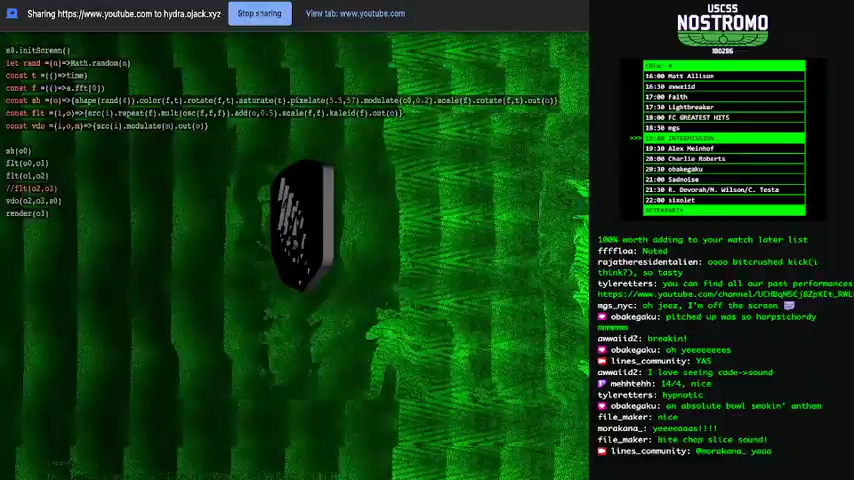 Sharing https://www.youtube.com to hydra.ojack.xyz
Stop sharing
View tab: www.youtube.com
s0.initScreen()
let rand =(n)=>Math.random(n)
const t =(()=>time)
const f =(()=>a.fft[0])
const sh =(o)=>{shape(rand(4)).color(f,t).rotate(f,t).saturate(t).pixelate(5.5,57).modulate(o0,0.2).scale(f).rotate(f,t).out(o)}
const flt =(i,o)=>{src(i).repeat(f).mult(osc(f,f,f)).add(o,0.5).scale(f,f).kaleid(f).out(o)}
const vdo =(i,o,m)=>{src(i).modulate(m).out(o)}
sh(o0)
flt(o0,o1)
flt(o1,o2)
//flt(o2,o3)
vdo(o2,o3,s0)
render(o3)
USCSS
NOSTROMO
180286
16:00 Matt Allison
16:30 awwaiid
17:00 Faith
17:30 Lightbreaker
18:00 FC GREATEST HITS
18:30 mgs
>>> 19:00 INTERMISSION
19:30 Alex Meinhof
20:00 Charlie Roberts
20:30 obakegaku
21:00 Sadnoise
21:30 R. Devorah/M. Wilson/C. Testa
22:00 sixolet
AFTERPARTY
100% worth adding to your watch later list
ffffloa: Noted
rajatheresidentalien: oooo bitcrushed kick(i
think?), so tasty
tyleretters: you can find all our past performances
mgs_nyc: oh jeez, I'm off the screen
obakegaku: pitched up was so harpsichordy
mmmmmm
awwaiid2: breakin!
obakegaku: oh yeeeeeeees
lines_community: YAS
awwaiid2: I love seeing code->sound
mehhtehh: 14/4, nice
tyleretters: hypnotic
obakegaku: an absolute bowl smokin' anthem
file_maker: nice
morakana_: yeeeeaaas!!!!
file_maker: bite chop slice sound!
lines_community: @morakana_ yaaa